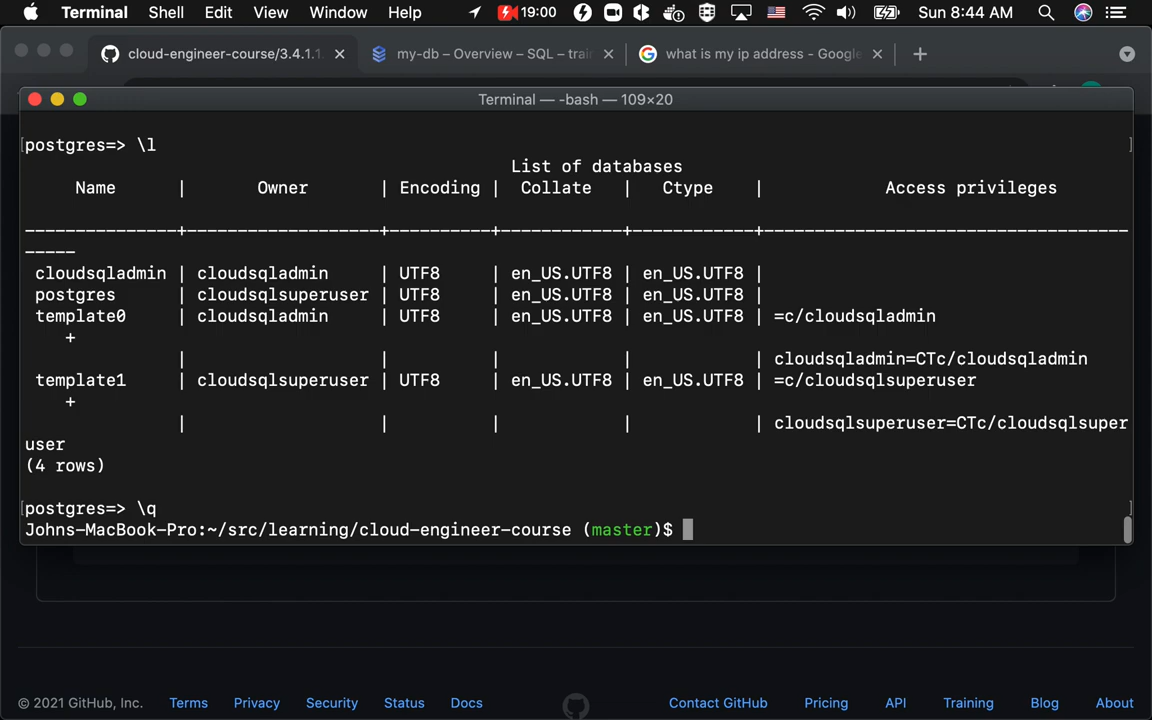 Terminal Shell Edit View Window Help 19:00 Sun 8:44 AM
cloud-engineer-course/3.4.1.1. my-db – Overview – SQL – trai what is my ip address - Google
Terminal — -bash — 109×20
[postgres=> \l ]
List of databases
Name | Owner | Encoding | Collate | Ctype | Access privileges
---------------+------------------+----------+------------+------------+------------------------------------
-----
cloudsqladmin | cloudsqladmin | UTF8 | en_US.UTF8 | en_US.UTF8 |
postgres | cloudsqlsuperuser | UTF8 | en_US.UTF8 | en_US.UTF8 |
template0 | cloudsqladmin | UTF8 | en_US.UTF8 | en_US.UTF8 | =c/cloudsqladmin
+
| | | | | cloudsqladmin=CTc/cloudsqladmin
template1 | cloudsqlsuperuser | UTF8 | en_US.UTF8 | en_US.UTF8 | =c/cloudsqlsuperuser
+
| | | | | cloudsqlsuperuser=CTc/cloudsqlsuper
user
(4 rows)
[postgres=> \q ]
Johns-MacBook-Pro:~/src/learning/cloud-engineer-course (master)$
© 2021 GitHub, Inc. Terms Privacy Security Status Docs Contact GitHub Pricing API Training Blog About